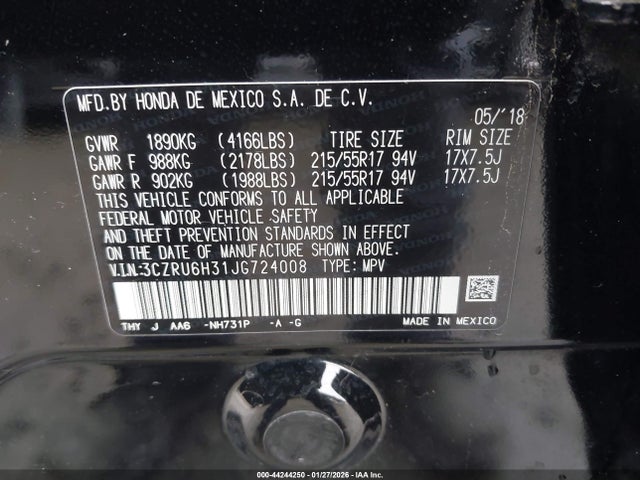 MFD.BY HONDA DE MEXICO S.A. DE C.V.
05/'18
GVWR 1890KG (4166LBS) TIRE SIZE RIM SIZE
GAWR F 988KG (2178LBS) 215/55R17 94V 17X7.5J
GAWR R 902KG (1988LBS) 215/55R17 94V 17X7.5J
THIS VEHICLE CONFORMS TO ALL APPLICABLE
FEDERAL MOTOR VEHICLE SAFETY
AND THEFT PREVENTION STANDARDS IN EFFECT
ON THE DATE OF MANUFACTURE SHOWN ABOVE.
V.I.N:3CZRU6H31JG724008 TYPE: MPV
THY J AA6 -NH731P -A -G MADE IN MEXICO
000-44244250 - 01/27/2026 - IAA Inc.